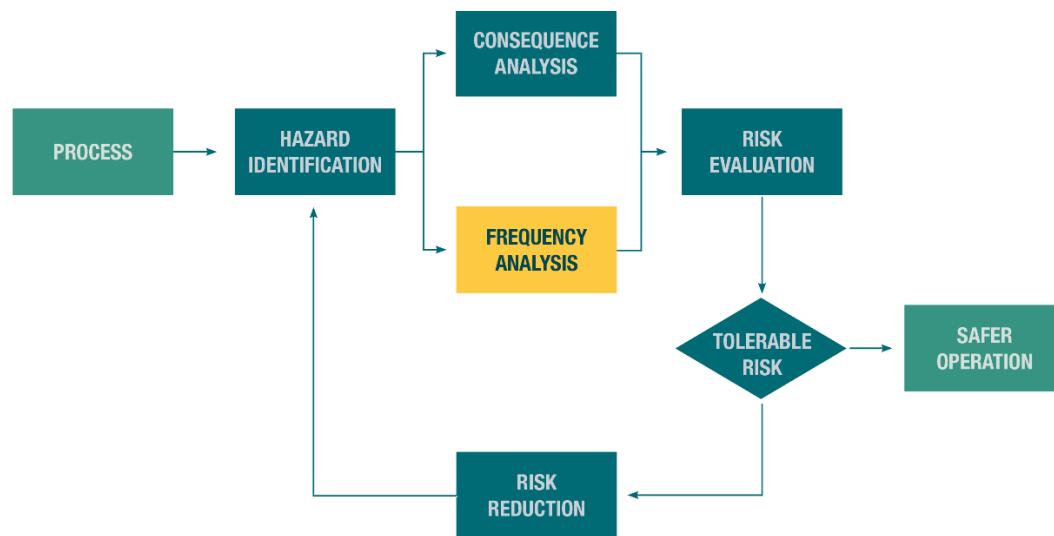 CONSEQUENCE
ANALYSIS
PROCESS
HAZARD
IDENTIFICATION
RISK
EVALUATION
FREQUENCY
ANALYSIS
TOLERABLE
RISK
SAFER
OPERATION
RISK
REDUCTION